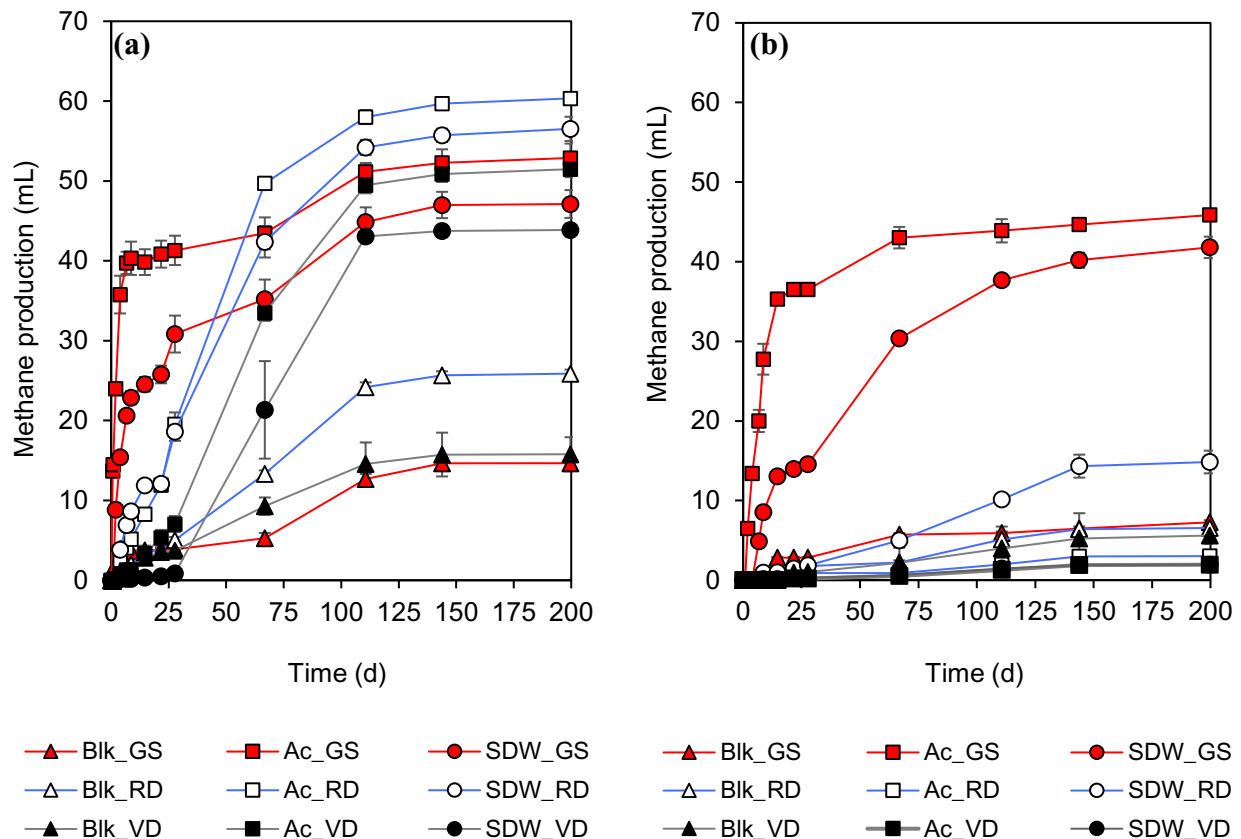 (a)
Methane production (mL)
70
60
50
40
30
20
10
0
0 25 50 75 100 125 150 175 200
Time (d)
(b)
Methane production (mL)
70
60
50
40
30
20
10
0
0 25 50 75 100 125 150 175 200
Time (d)
Blk_GS Ac_GS SDW_GS
Blk_RD Ac_RD SDW_RD
Blk_VD Ac_VD SDW_VD
Blk_GS Ac_GS SDW_GS
Blk_RD Ac_RD SDW_RD
Blk_VD Ac_VD SDW_VD